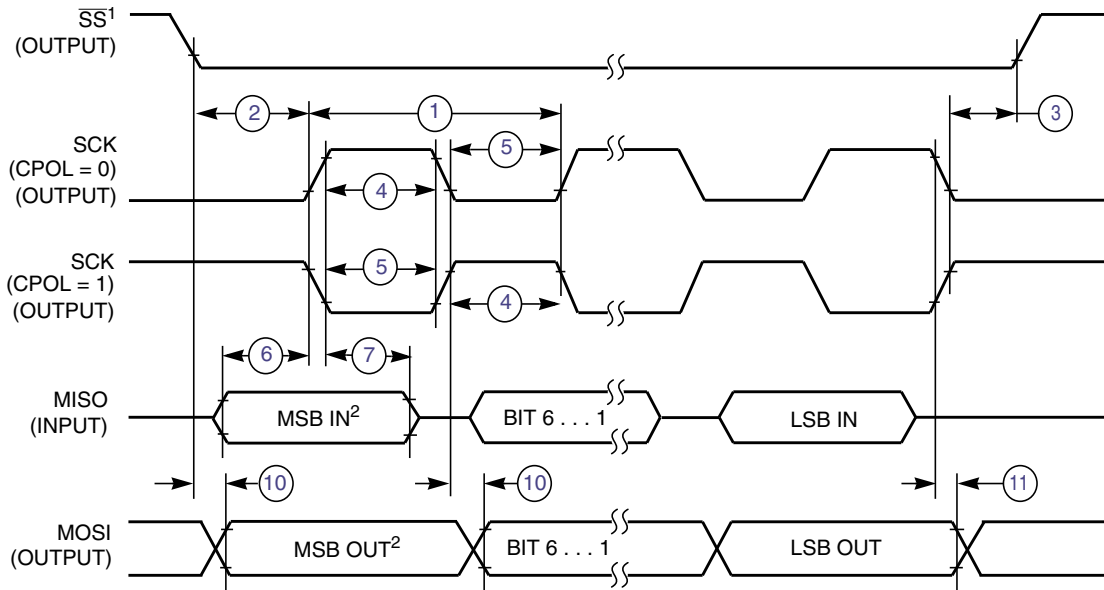 SS¹
(OUTPUT)
2
1
3
SCK
(CPOL = 0)
(OUTPUT)
5
4
SCK
(CPOL = 1)
(OUTPUT)
5
4
6
7
MISO
(INPUT)
MSB IN²
BIT 6 . . . 1
LSB IN
10
10
11
MOSI
(OUTPUT)
MSB OUT²
BIT 6 . . . 1
LSB OUT